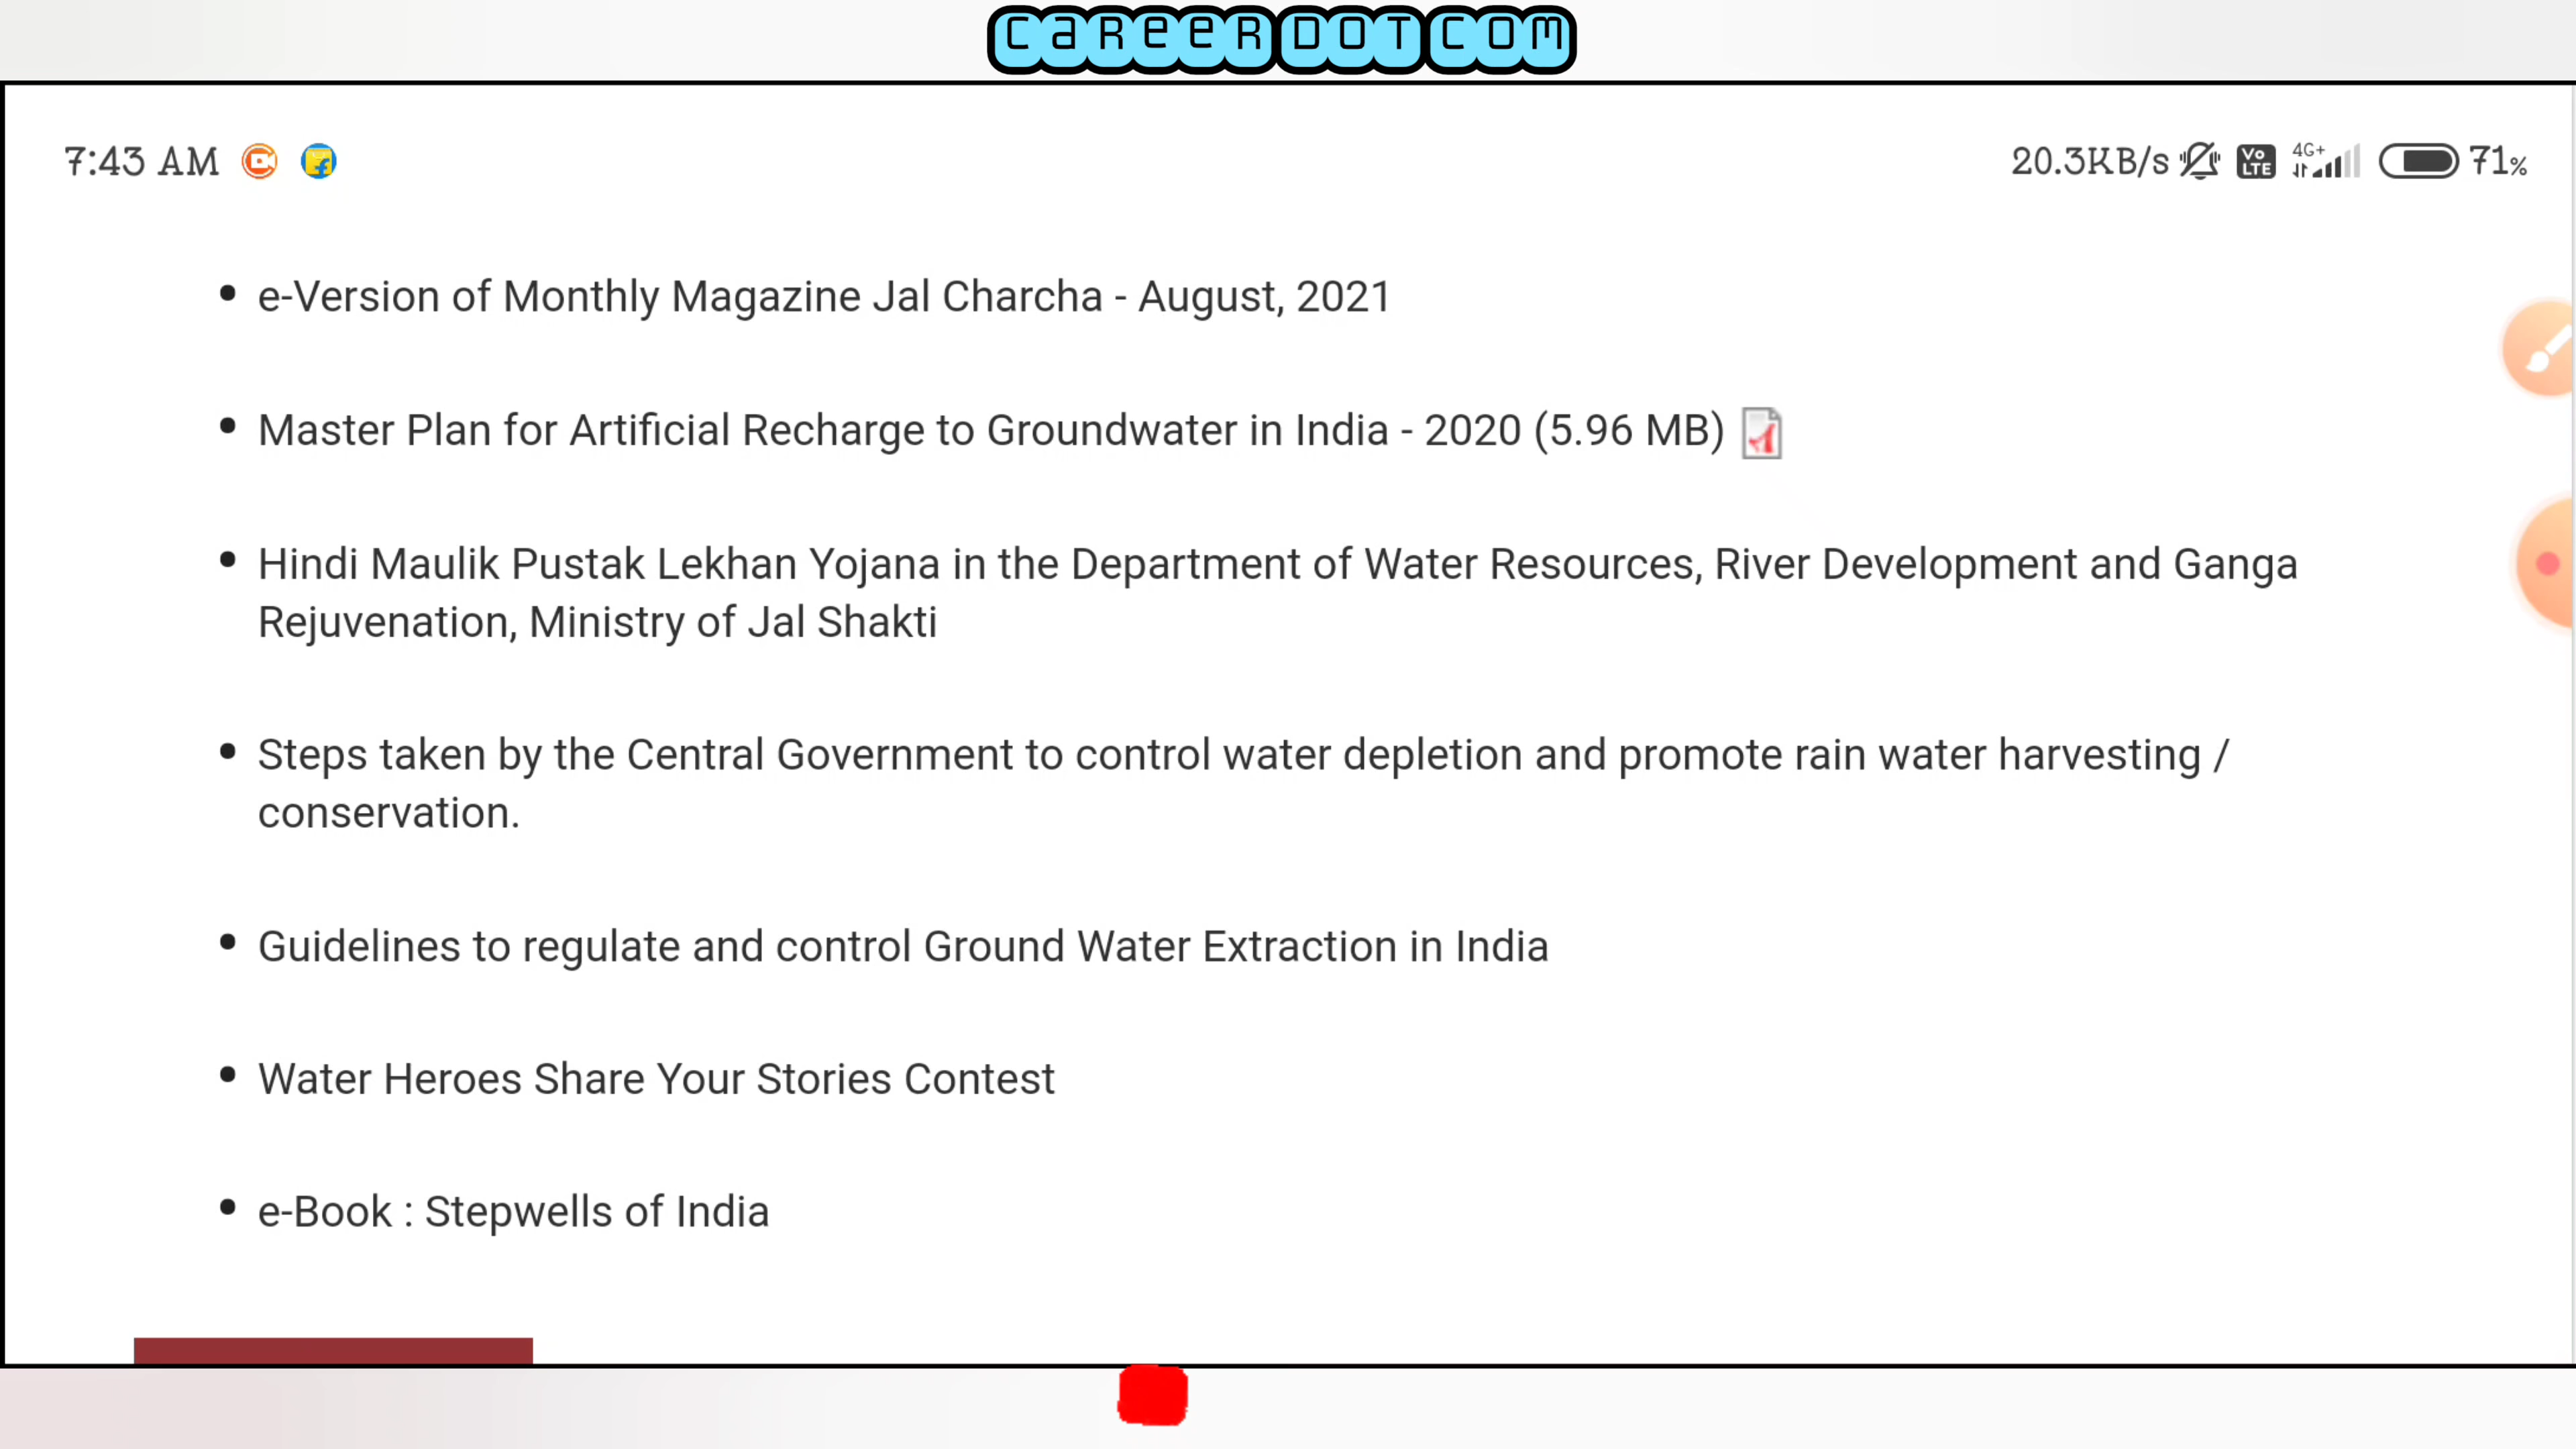 CAREER DOT COM
7:43 AM 20.3KB/s Vo LTE 4G+ 71%
• e-Version of Monthly Magazine Jal Charcha - August, 2021
• Master Plan for Artificial Recharge to Groundwater in India - 2020 (5.96 MB)
• Hindi Maulik Pustak Lekhan Yojana in the Department of Water Resources, River Development and Ganga
Rejuvenation, Ministry of Jal Shakti
• Steps taken by the Central Government to control water depletion and promote rain water harvesting /
conservation.
• Guidelines to regulate and control Ground Water Extraction in India
• Water Heroes Share Your Stories Contest
• e-Book : Stepwells of India